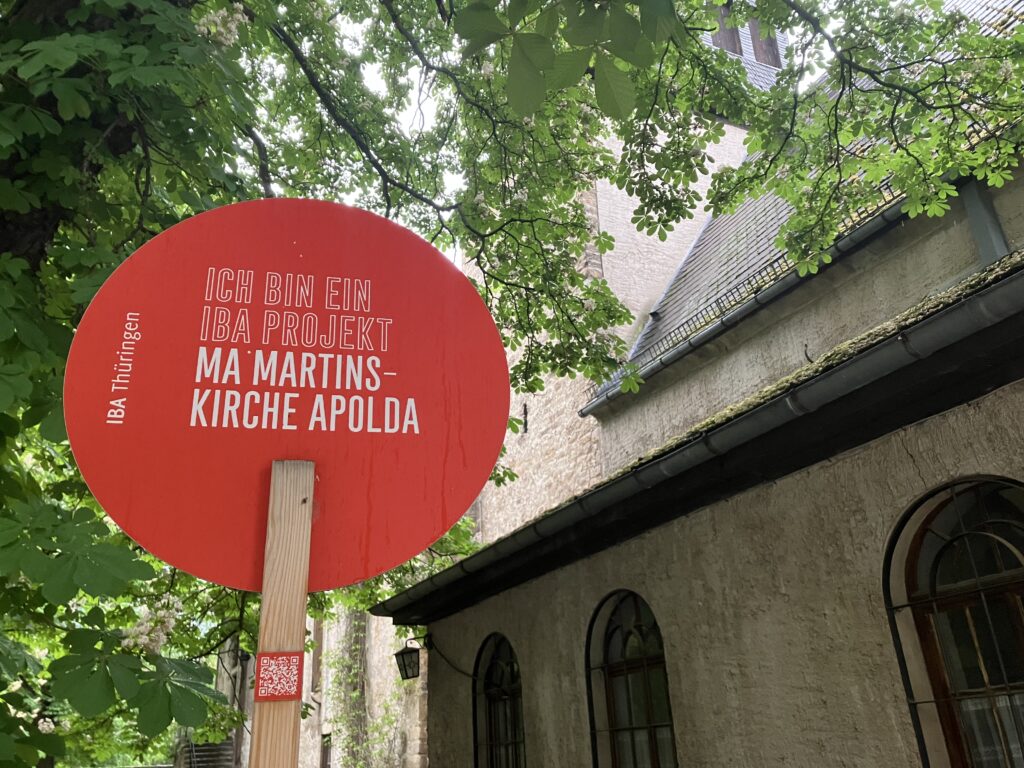 IBA Thüringen
ICH BIN EIN
IBA PROJEKT
MA MARTINS-
KIRCHE APOLDA